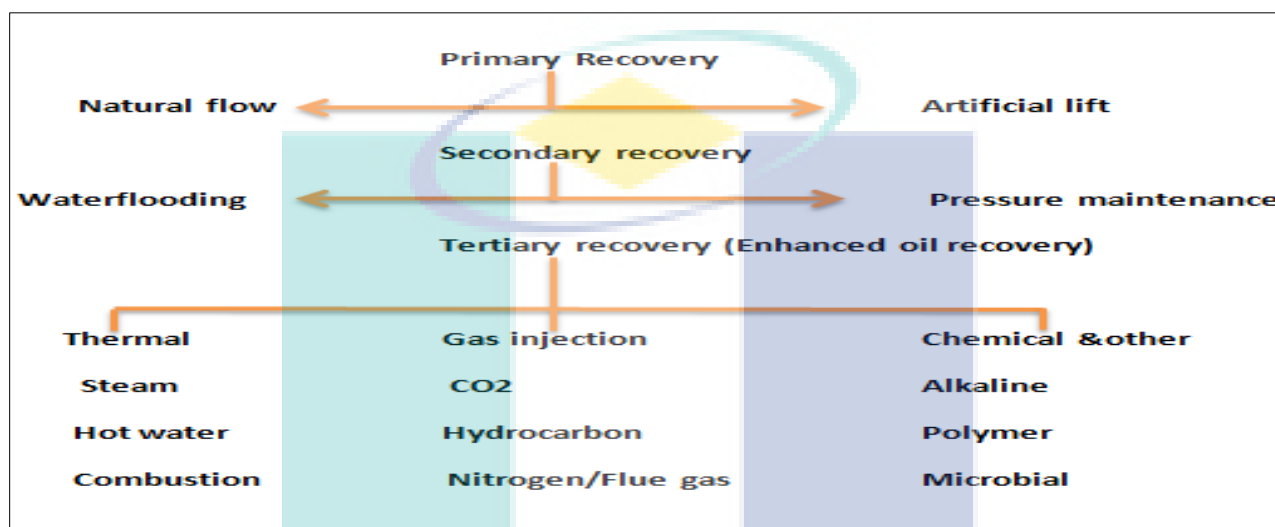 Primary Recovery
Natural flow Artificial lift
Secondary recovery
Waterflooding Pressure maintenance
Tertiary recovery (Enhanced oil recovery)
Thermal Gas injection Chemical &other
Steam CO2 Alkaline
Hot water Hydrocarbon Polymer
Combustion Nitrogen/Flue gas Microbial